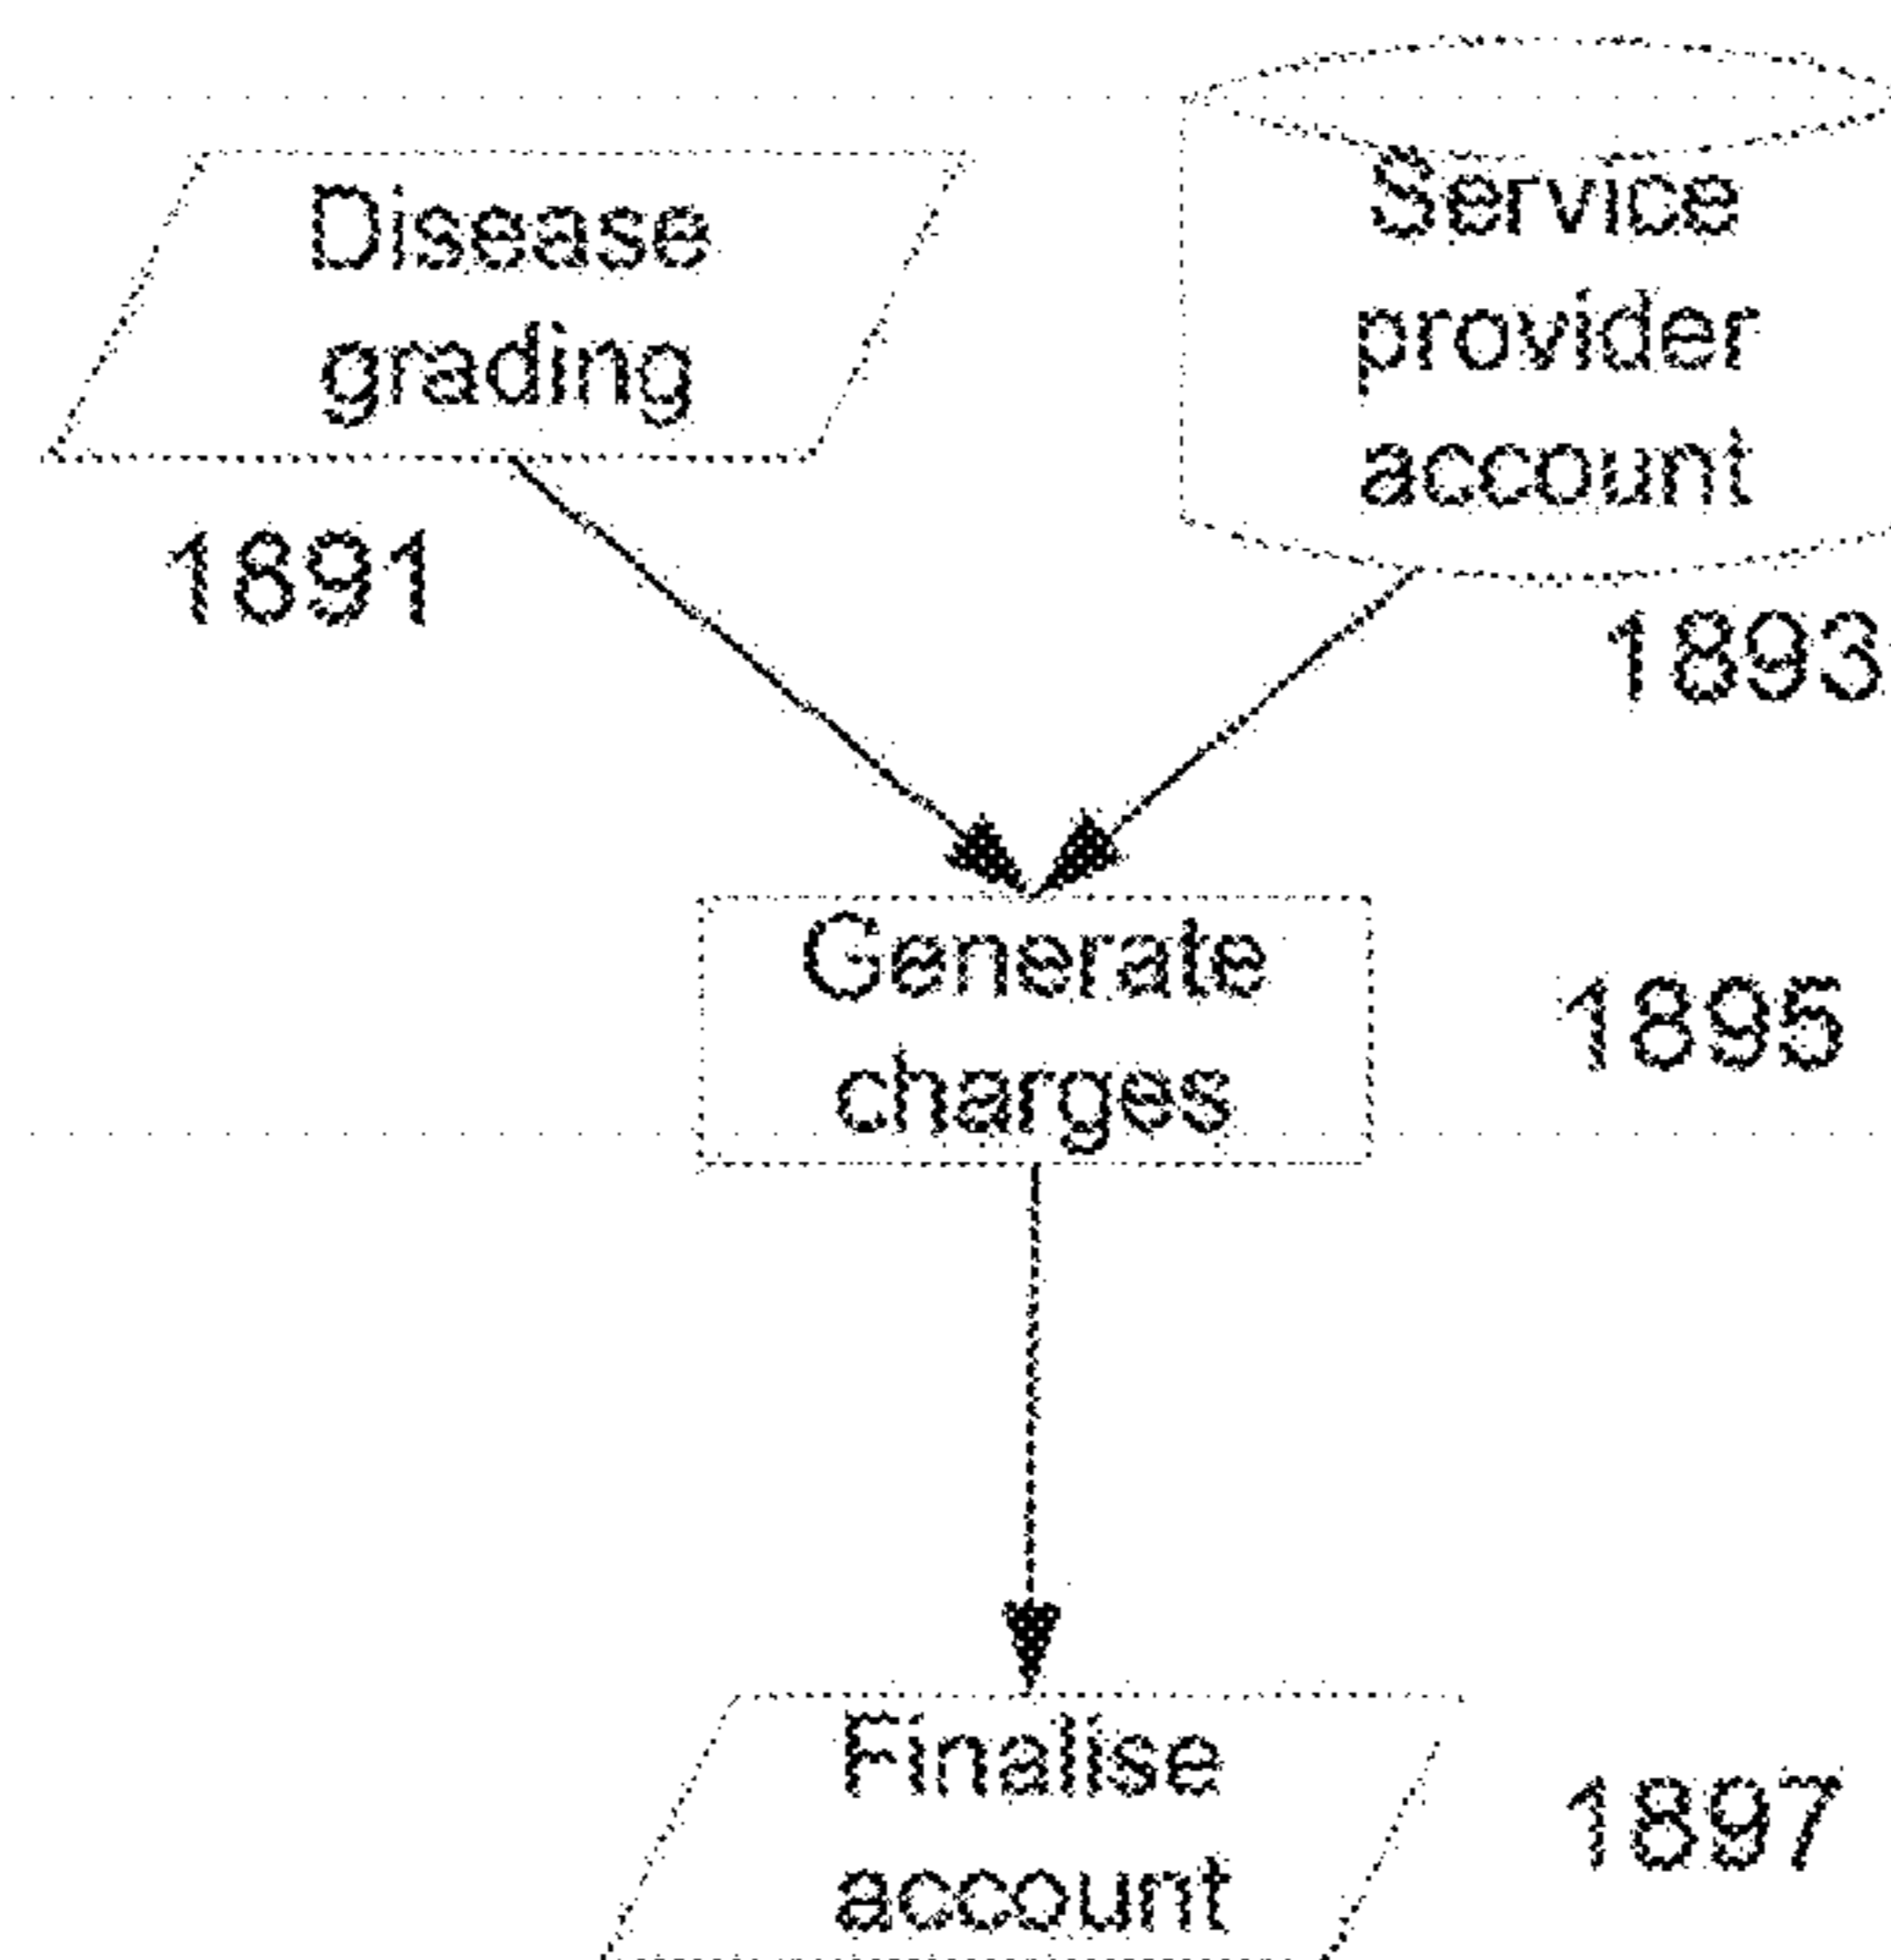 Disease
grading
1891
Service
provider
account
1893
Generate
charges
1895
Finalise
account
1897